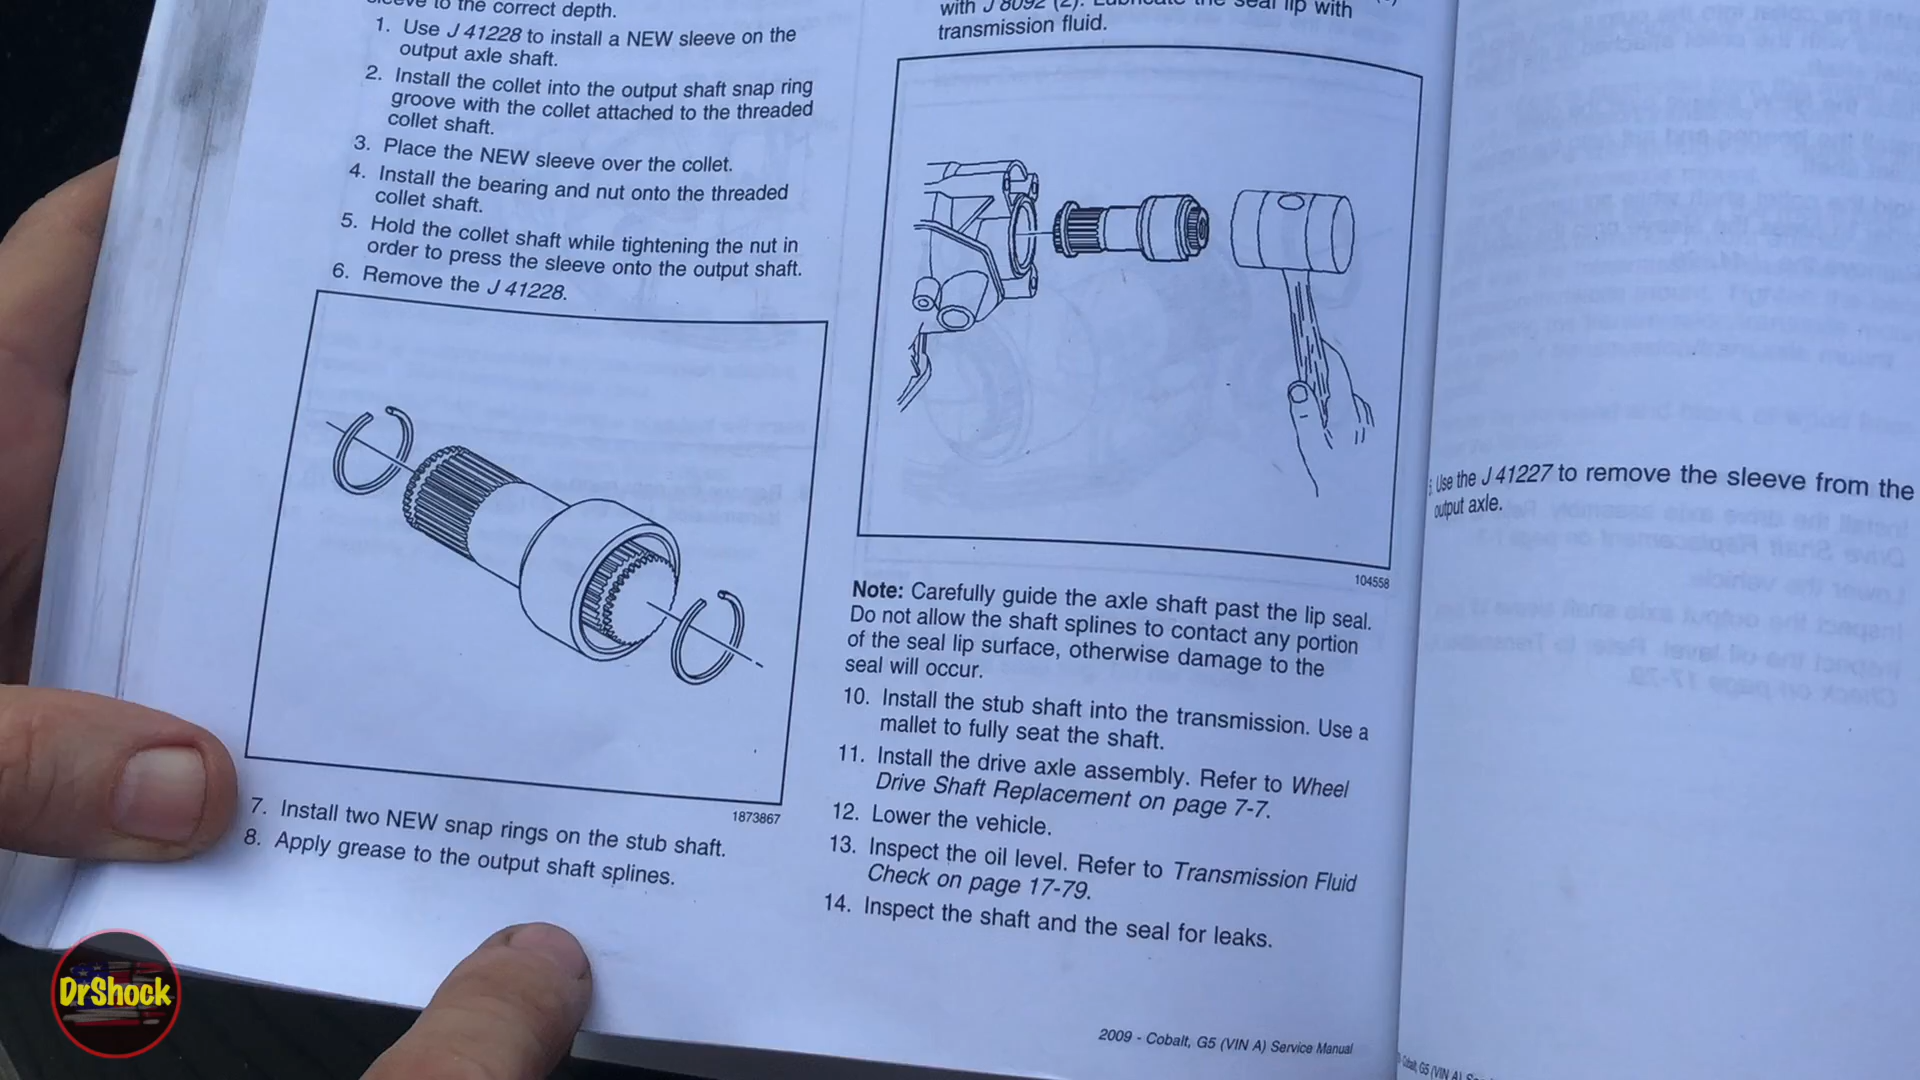 sleeve to the correct depth.
1. Use J 41228 to install a NEW sleeve on the
output axle shaft.
2. Install the collet into the output shaft snap ring
groove with the collet attached to the threaded
collet shaft.
3. Place the NEW sleeve over the collet.
4. Install the bearing and nut onto the threaded
collet shaft.
5. Hold the collet shaft while tightening the nut in
order to press the sleeve onto the output shaft.
6. Remove the J 41228.
1873867
7. Install two NEW snap rings on the stub shaft.
8. Apply grease to the output shaft splines.
with J 8092 (2). Lubricate the seal lip with
transmission fluid.
104558
Note: Carefully guide the axle shaft past the lip seal.
Do not allow the shaft splines to contact any portion
of the seal lip surface, otherwise damage to the
seal will occur.
10. Install the stub shaft into the transmission. Use a
mallet to fully seat the shaft.
11. Install the drive axle assembly. Refer to Wheel
Drive Shaft Replacement on page 7-7.
12. Lower the vehicle.
13. Inspect the oil level. Refer to Transmission Fluid
Check on page 17-79.
14. Inspect the shaft and the seal for leaks.
2009 - Cobalt, G5 (VIN A) Service Manual
Use the J 41227 to remove the sleeve from the
output axle.
Cobalt, G5 (VIN A)
DrShock